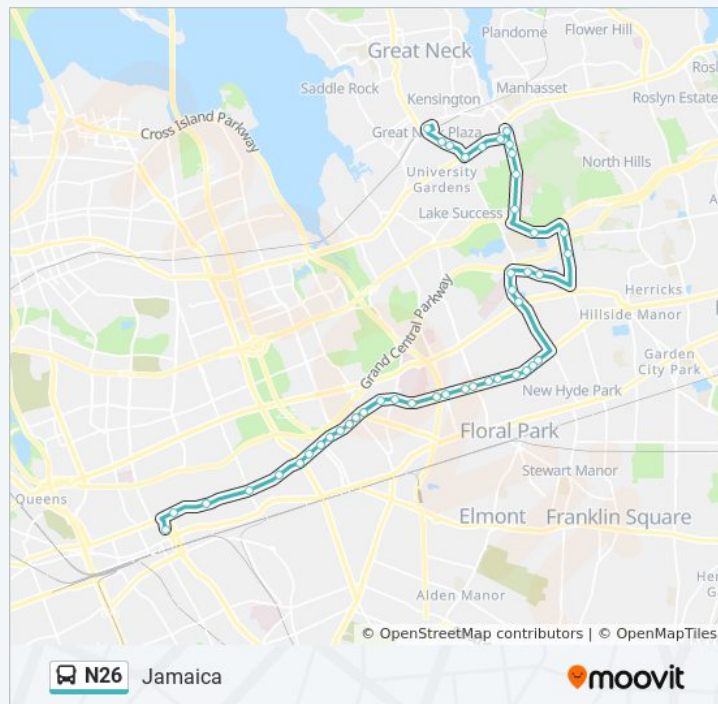 Plandome
Flower Hill
Great Neck
Saddle Rock
Kensington
Manhasset
Roslyn Estate
Cross Island Parkway
Great Neck Plaza
North Hills
University
Gardens
Lake Success
Grand Central Parkway
Herricks
Hillside Manor
Garden
City Park
New Hyde Park
Floral Park
Stewart Manor
Queens
Elmont
Franklin Square
Alden Manor
© OpenStreetMap contributors | © OpenMapTiles
N26
Jamaica
moovit